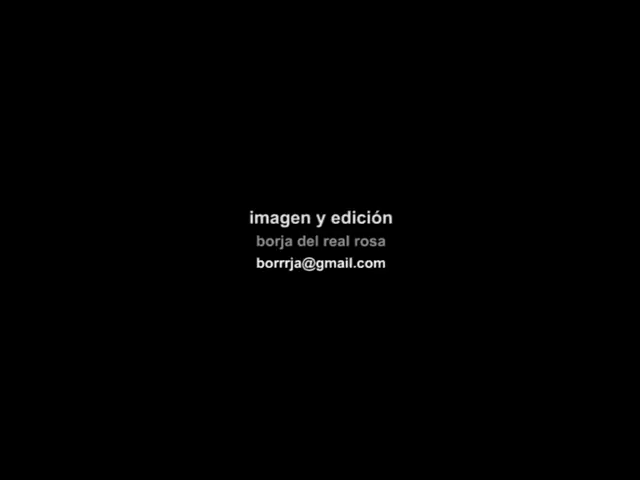 imagen y edición
borja del real rosa
borrrja@gmail.com